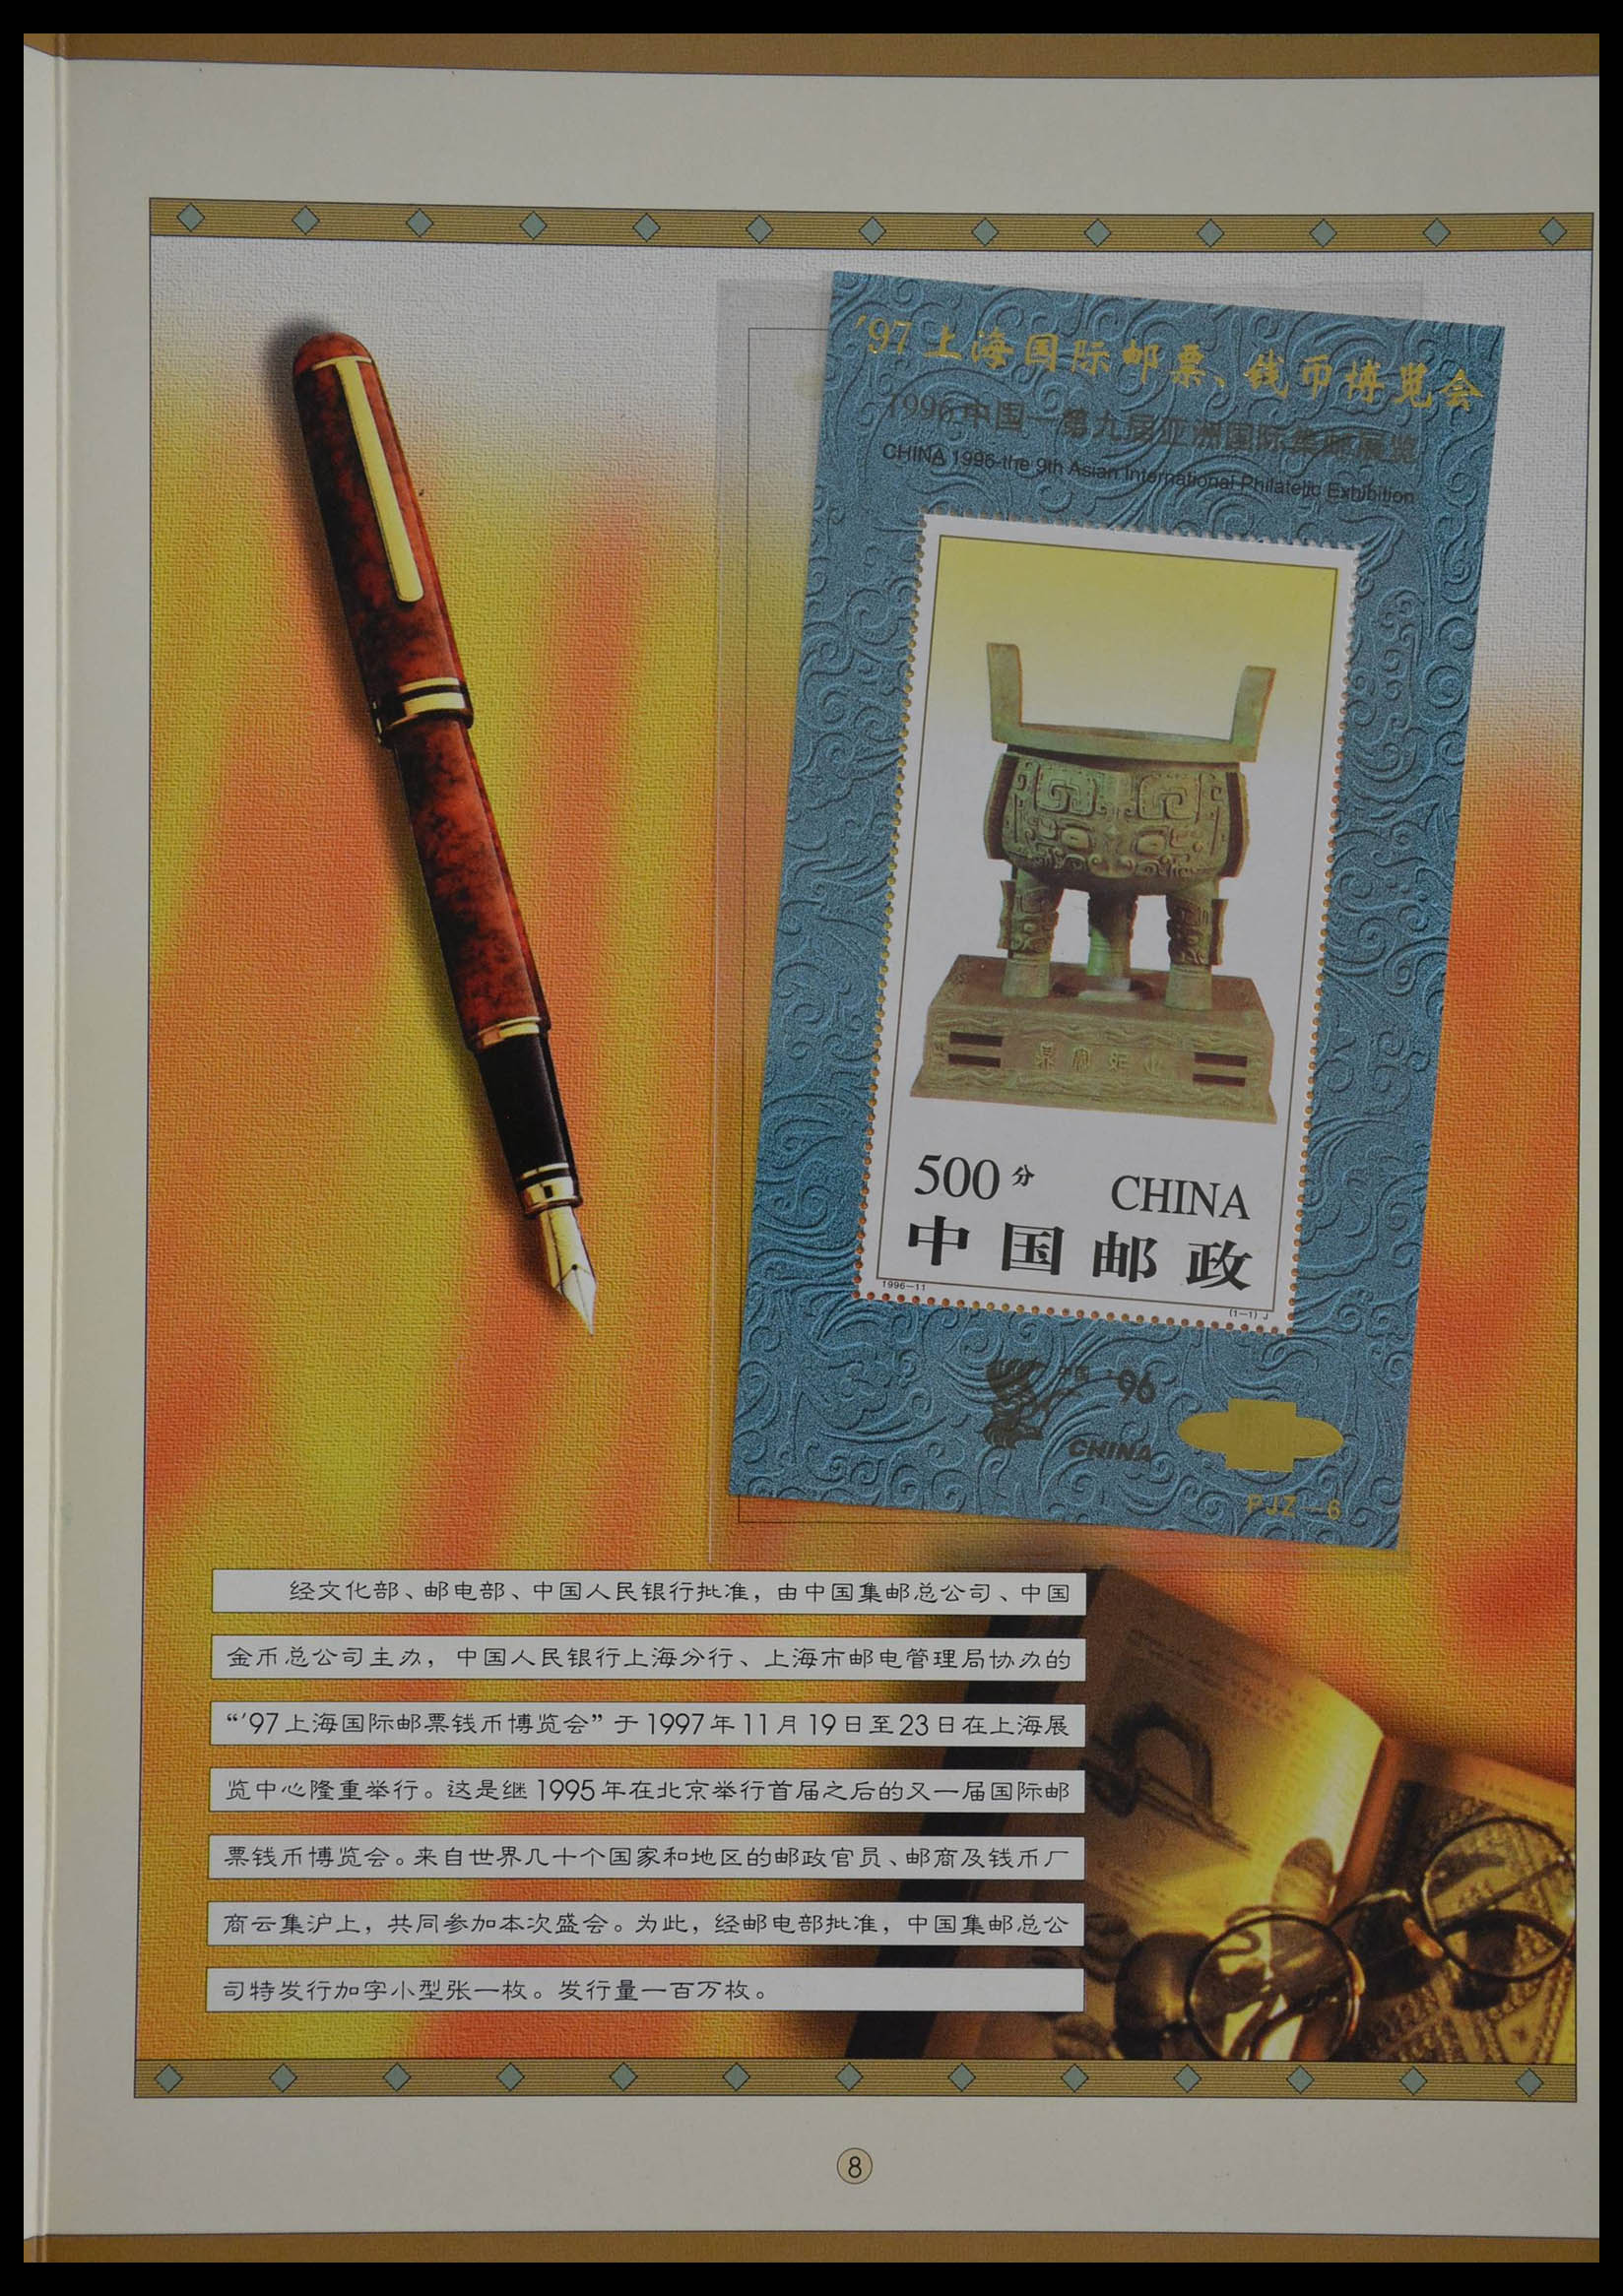 '97上海国际邮票、钱币博览会
1996中国—第九届亚洲国际集邮展览
CHINA 1996-the 9th Asian International Philatelic Exhibition
500分 CHINA
中国邮政
1996—11 (1—1) J
中国 '96
CHINA
PJZ—6
经文化部、邮电部、中国人民银行批准，由中国集邮总公司、中国
金币总公司主办，中国人民银行上海分行、上海市邮电管理局协办的
“'97上海国际邮票钱币博览会”于1997年11月19日至23日在上海展
览中心隆重举行。这是继1995年在北京举行首届之后的又一届国际邮
票钱币博览会。来自世界几十个国家和地区的邮政官员、邮商及钱币厂
商云集沪上，共同参加本次盛会。为此，经邮电部批准，中国集邮总公
司特发行加字小型张一枚。发行量一百万枚。
8